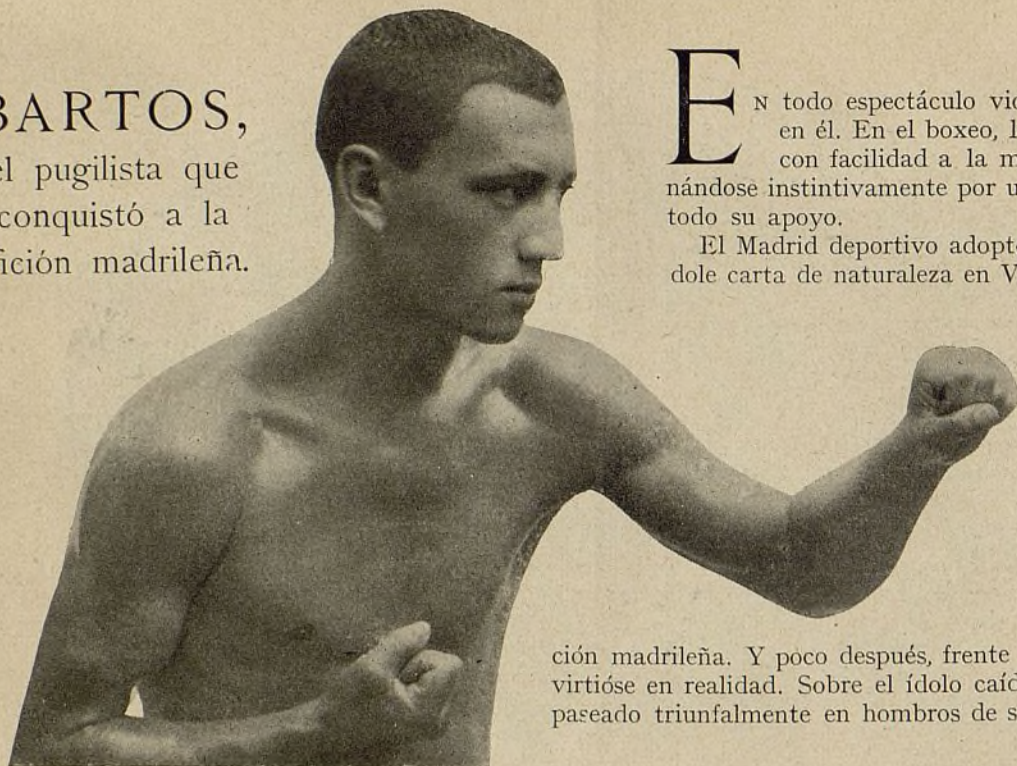 BARTOS,
el pugilista que
conquistó a la
ición madrileña.
EN todo espectáculo vio
en él. En el boxeo, l
con facilidad a la m
nándose instintivamente por u
todo su apoyo.
El Madrid deportivo adopt
dole carta de naturaleza en V
ción madrileña. Y poco después, frente
virtióse en realidad. Sobre el ídolo caíd
paseado triunfalmente en hombros de s